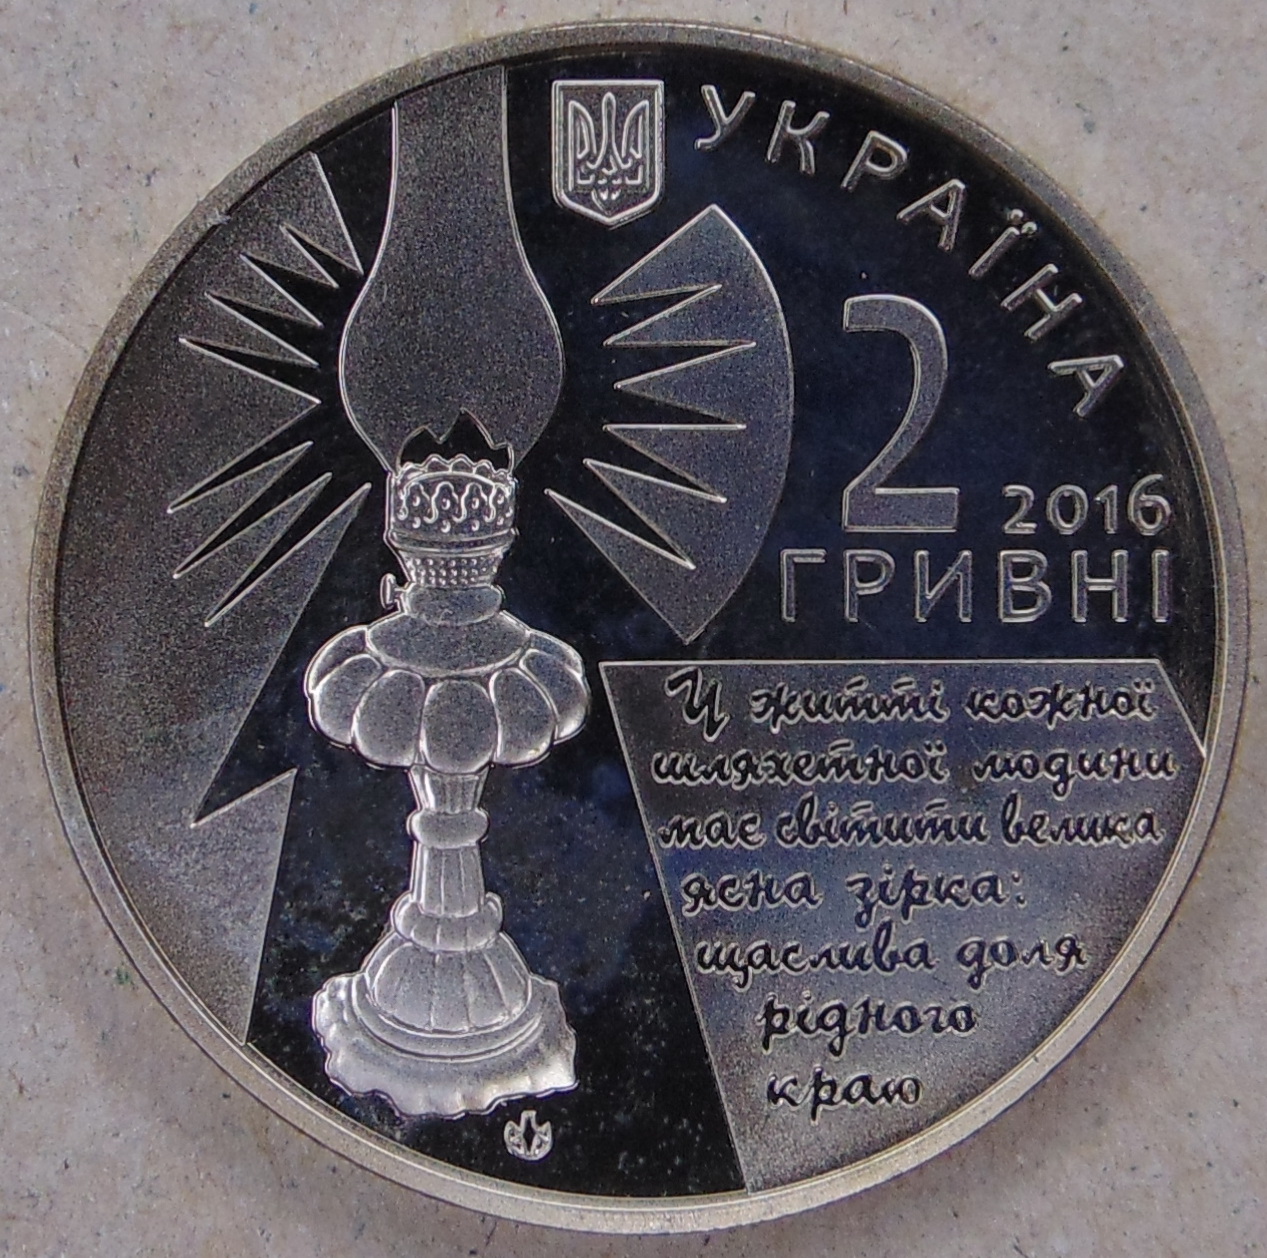 УКРАЇНА
2
2016
ГРИВНІ
У житті кожної
шляхетної людини
має світити велика
ясна зірка:
щаслива доля
рідного
краю